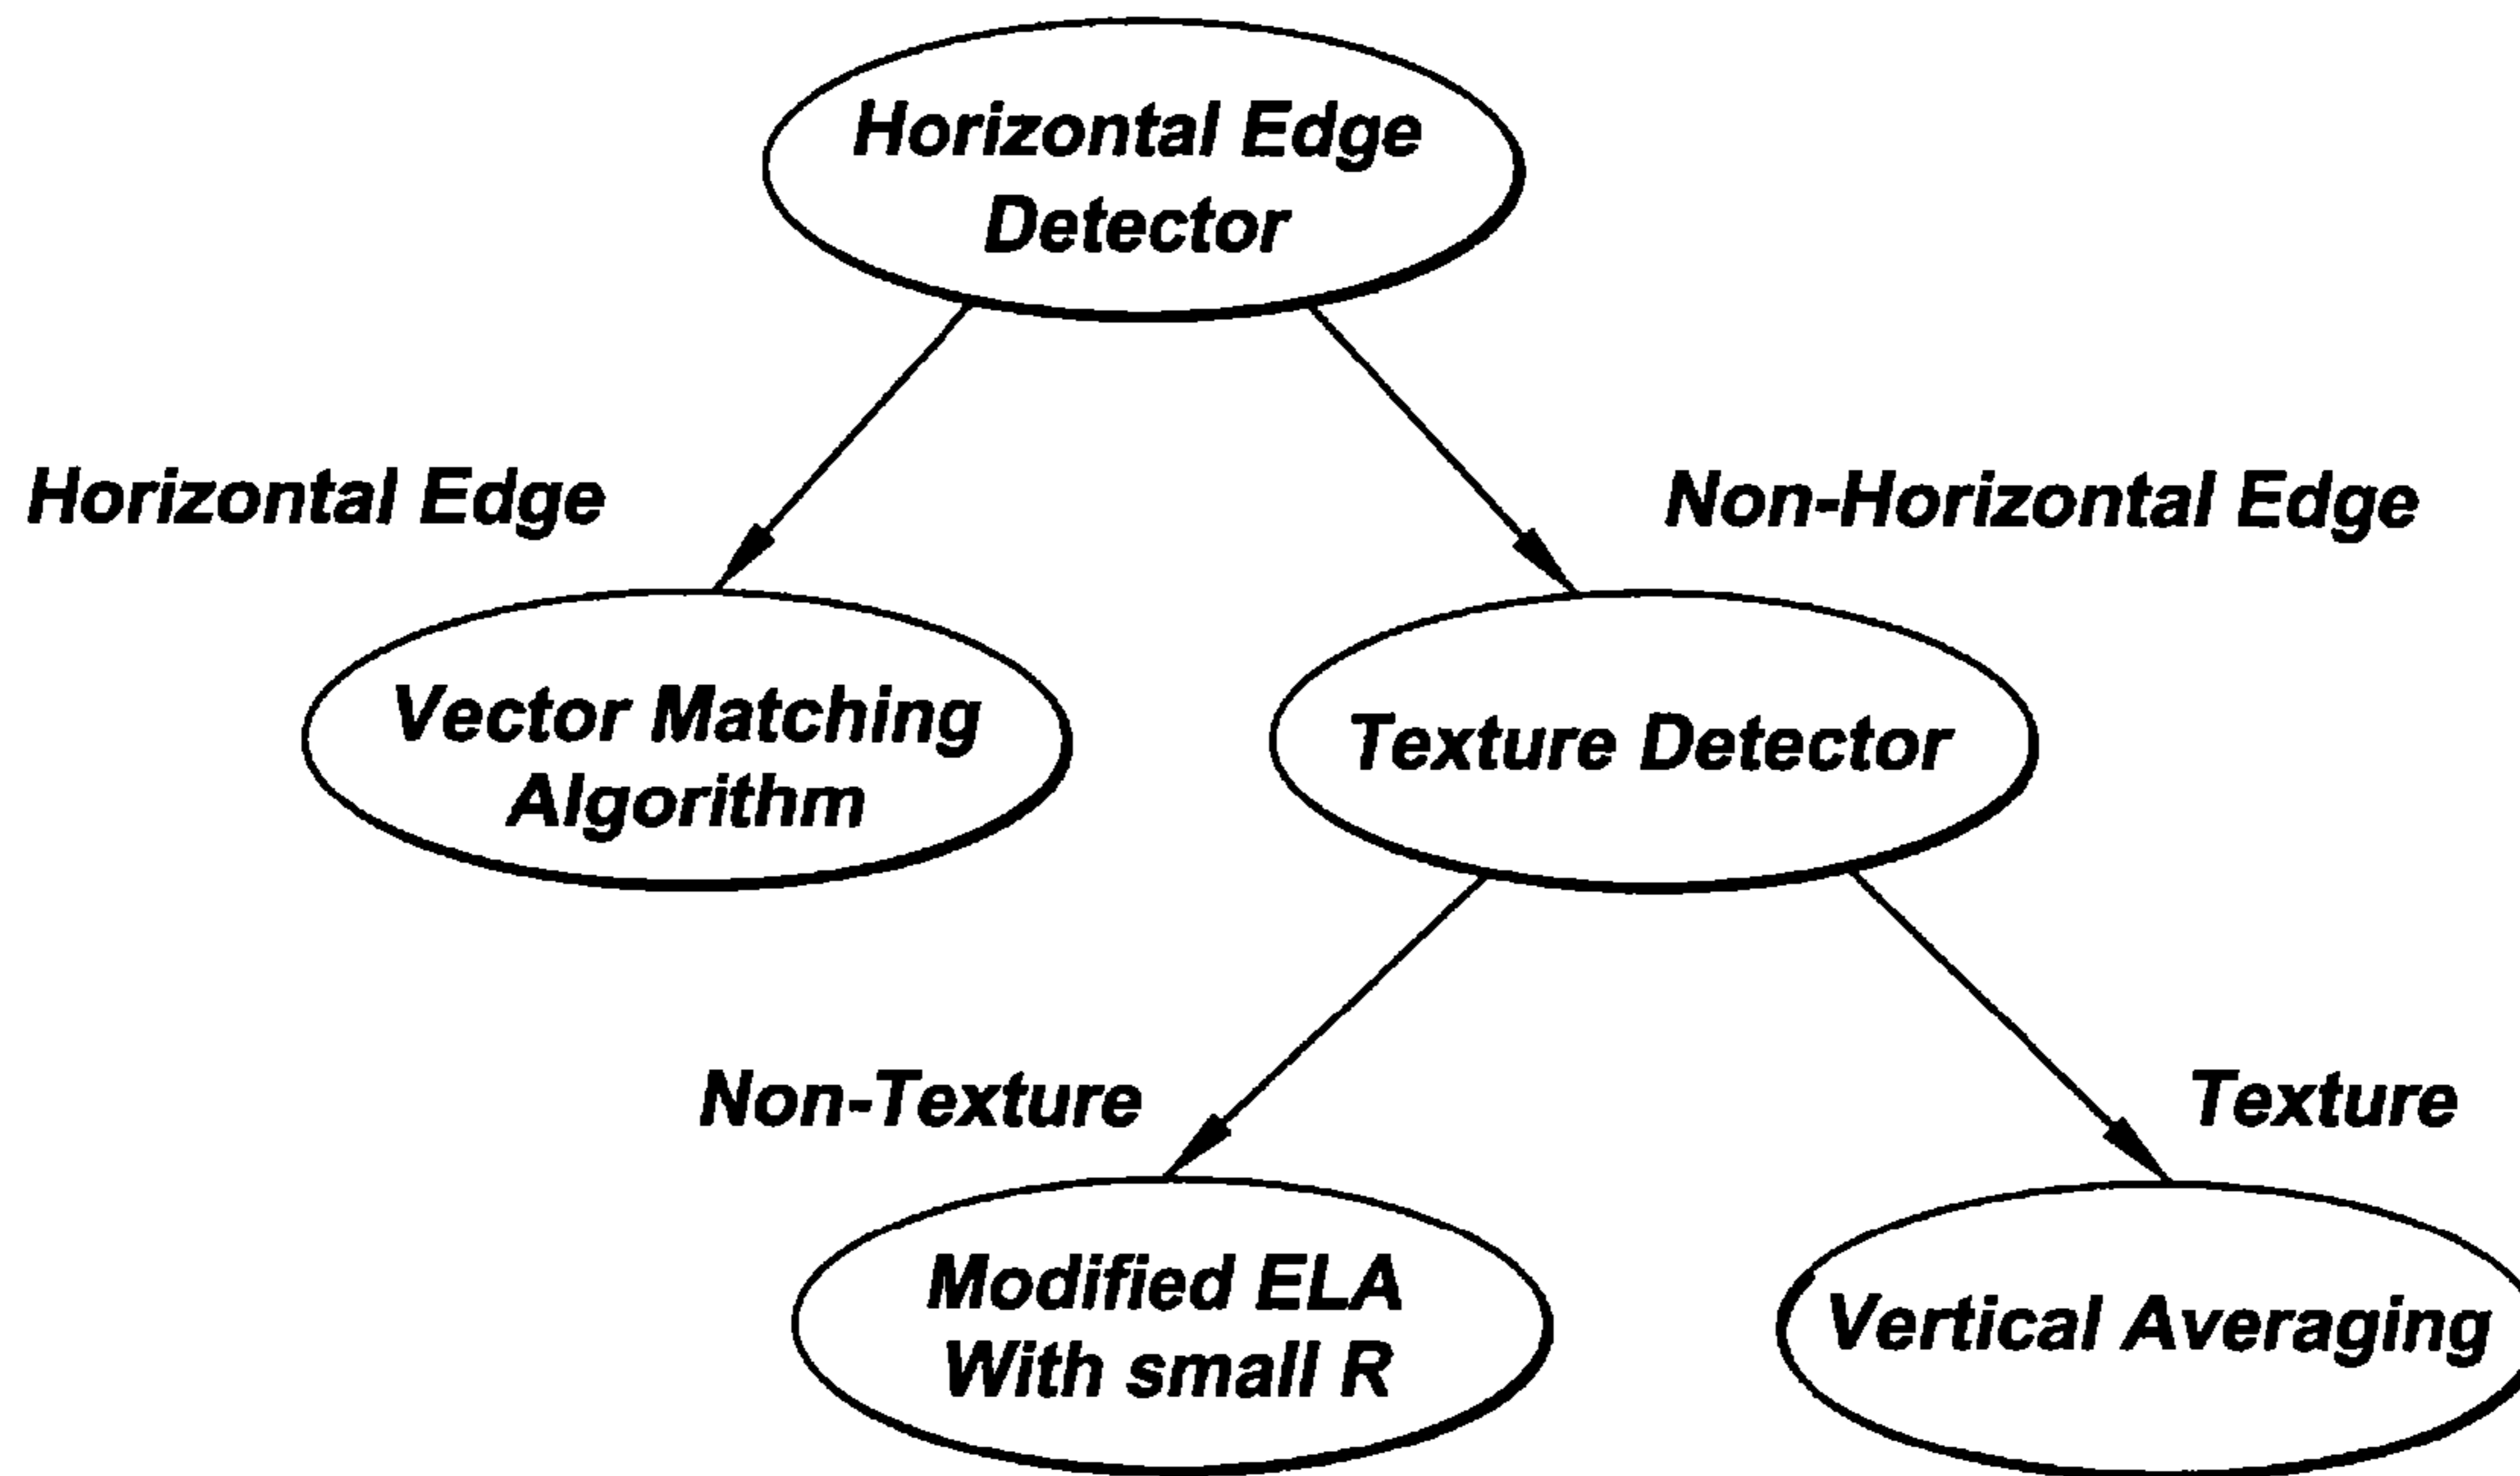 Horizontal Edge
Detector
Horizontal Edge
Non-Horizontal Edge
Vector Matching
Algorithm
Texture Detector
Non-Texture
Texture
Modified ELA
With small R
Vertical Averaging